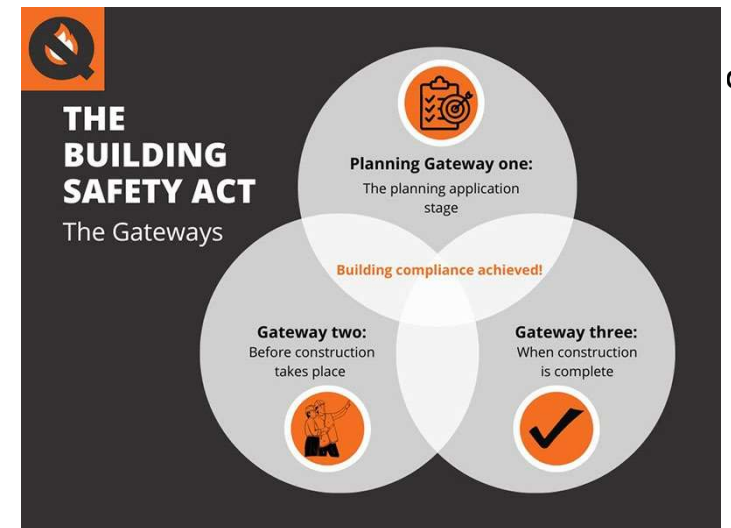 THE
BUILDING
SAFETY ACT
The Gateways
Planning Gateway one:
The planning application
stage
Building compliance achieved!
Gateway two:
Before construction
takes place
Gateway three:
When construction
is complete